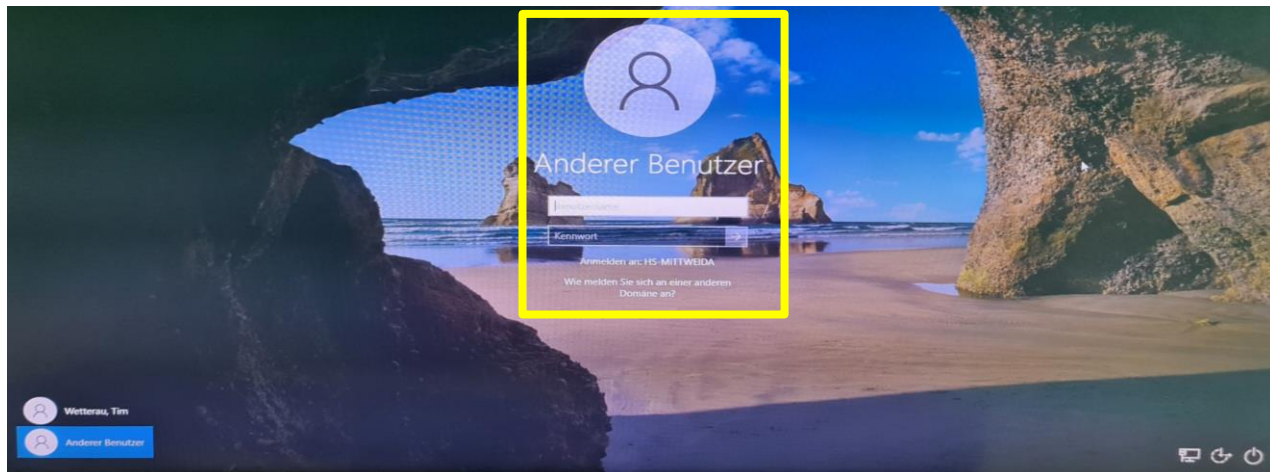 Anderer Benutzer
Benutzername
Kennwort
Anmelden an: HS-MITTWEIDA
Wie melden Sie sich an einer anderen
Domäne an?
Wetterau, Tim
Anderer Benutzer